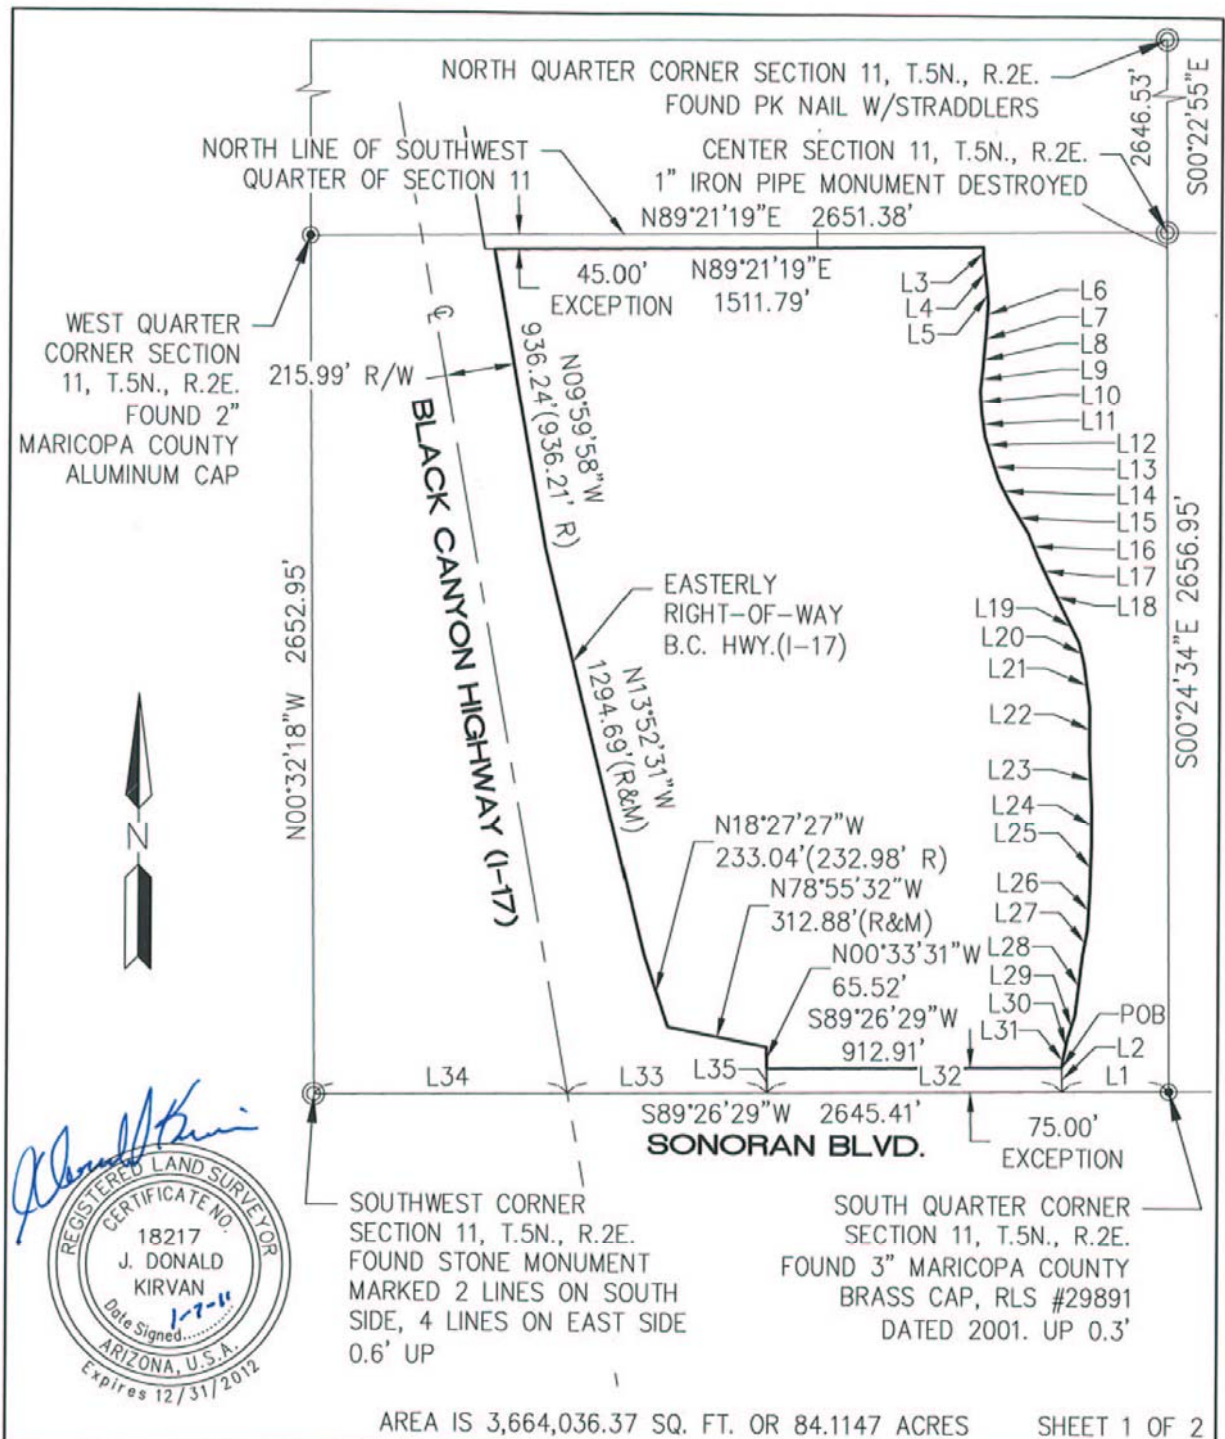 NORTH QUARTER CORNER SECTION 11, T.5N., R.2E.
FOUND PK NAIL W/STRADDLERS
2646.53'
S00°22'55"E
NORTH LINE OF SOUTHWEST
QUARTER OF SECTION 11
CENTER SECTION 11, T.5N., R.2E.
1" IRON PIPE MONUMENT DESTROYED
N89°21'19"E 2651.38'
45.00'
EXCEPTION
N89°21'19"E
1511.79'
L3
L4
L5
L6
L7
L8
L9
L10
L11
L12
L13
L14
L15
L16
L17
L18
L19
L20
L21
L22
L23
L24
L25
L26
L27
L28
L29
L30
L31
POB
L2
L1
WEST QUARTER
CORNER SECTION
11, T.5N., R.2E.
FOUND 2"
MARICOPA COUNTY
ALUMINUM CAP
215.99' R/W
℄
N09°59'58"W
936.24'(936.21' R)
BLACK CANYON HIGHWAY (I-17)
EASTERLY
RIGHT-OF-WAY
B.C. HWY.(I-17)
N13°52'31"W
1294.69'(R&M)
N00°32'18"W 2652.95'
S00°24'34"E 2656.95'
N
N18°27'27"W
233.04'(232.98' R)
N78°55'32"W
312.88'(R&M)
N00°33'31"W
65.52'
S89°26'29"W
912.91'
L34
L33
L35
L32
S89°26'29"W 2645.41'
SONORAN BLVD.
75.00'
EXCEPTION
REGISTERED LAND SURVEYOR
CERTIFICATE NO.
18217
J. DONALD
KIRVAN
1-7-11
Date Signed..........
ARIZONA, U.S.A.
Expires 12/31/2012
SOUTHWEST CORNER
SECTION 11, T.5N., R.2E.
FOUND STONE MONUMENT
MARKED 2 LINES ON SOUTH
SIDE, 4 LINES ON EAST SIDE
0.6' UP
SOUTH QUARTER CORNER
SECTION 11, T.5N., R.2E.
FOUND 3" MARICOPA COUNTY
BRASS CAP, RLS #29891
DATED 2001. UP 0.3'
AREA IS 3,664,036.37 SQ. FT. OR 84.1147 ACRES
SHEET 1 OF 2